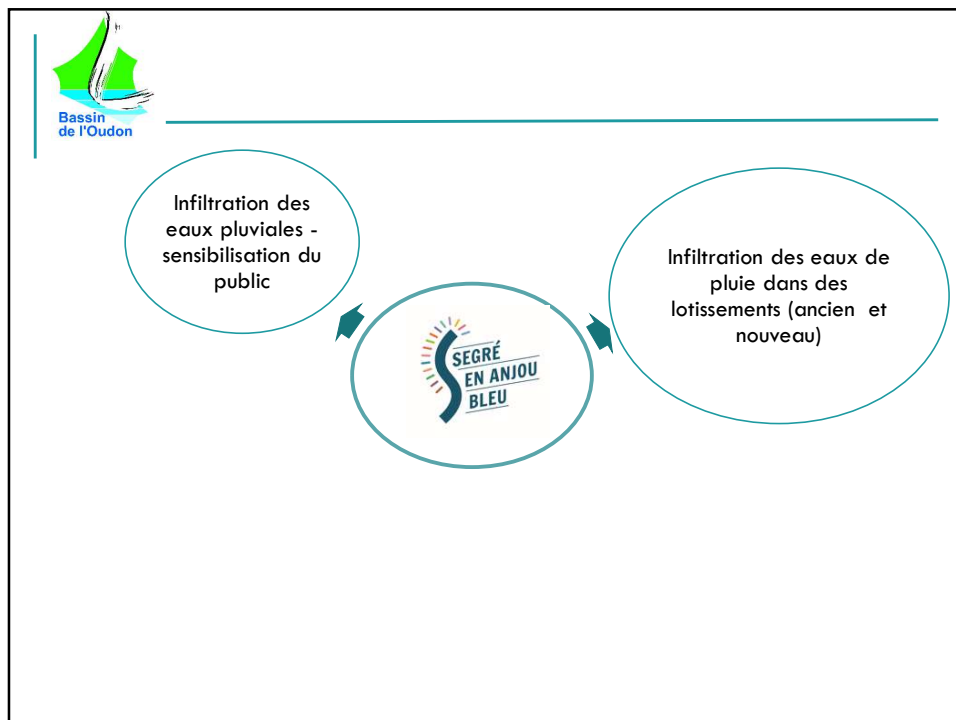 Bassin
de l'Oudon
Infiltration des
eaux pluviales -
sensibilisation du
public
Infiltration des eaux de
pluie dans des
lotissements (ancien et
nouveau)
SEGRÉ
EN ANJOU
BLEU